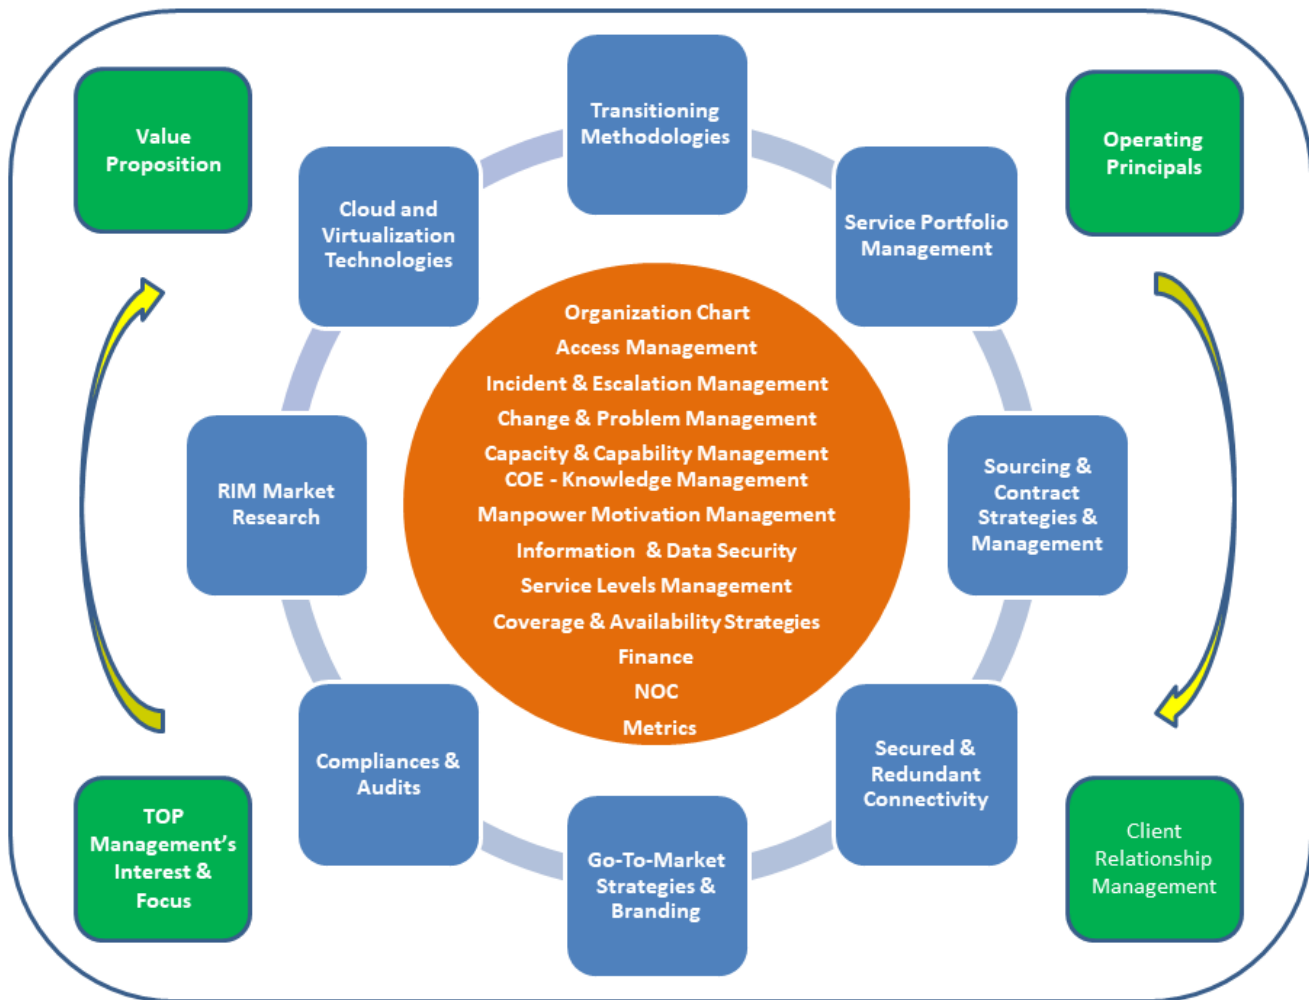 Value
Proposition
Transitioning
Methodologies
Operating
Principals
Cloud and
Virtualization
Technologies
Service Portfolio
Management
Organization Chart
Access Management
Incident & Escalation Management
Change & Problem Management
Capacity & Capability Management
COE - Knowledge Management
Manpower Motivation Management
Information & Data Security
Service Levels Management
Coverage & Availability Strategies
Finance
NOC
Metrics
RIM Market
Research
Sourcing &
Contract
Strategies &
Management
Compliances &
Audits
Secured &
Redundant
Connectivity
TOP
Management’s
Interest &
Focus
Go-To-Market
Strategies &
Branding
Client
Relationship
Management